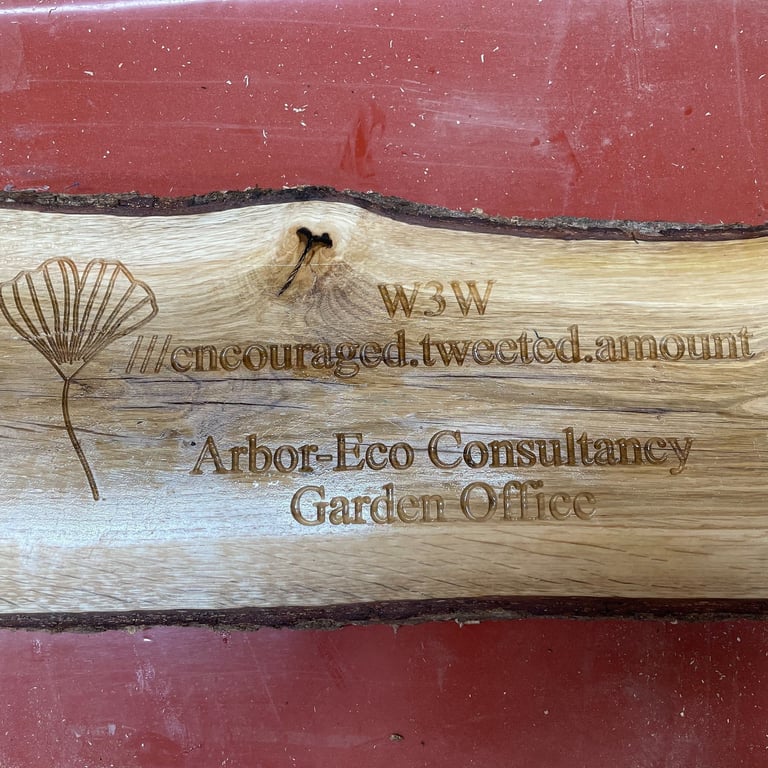 W3W
///encouraged.tweeted.amount
Arbor-Eco Consultancy
Garden Office